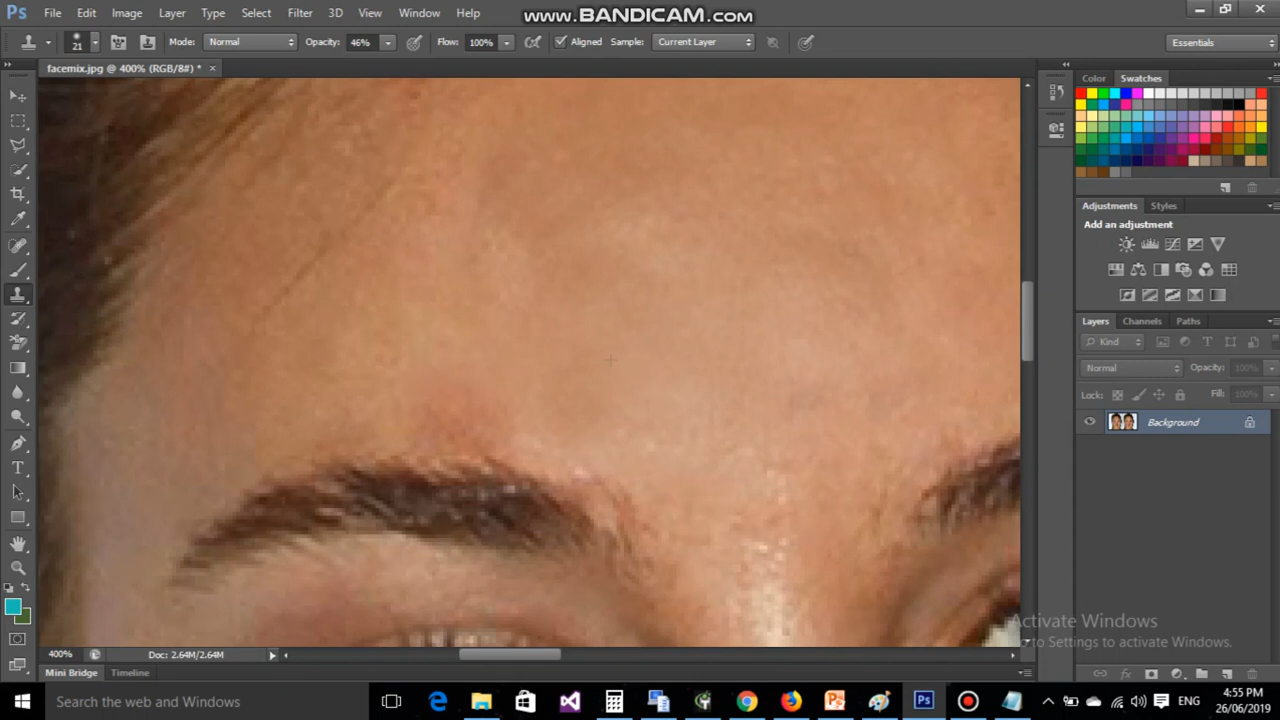 Ps File Edit Image Layer Type Select Filter 3D View Window Help
www.BANDICAM.com
21 Mode: Normal Opacity: 46% Flow: 100% Aligned Sample: Current Layer Essentials
facemix.jpg @ 400% (RGB/8#) * ×
Color Swatches
Adjustments Styles
Add an adjustment
Layers Channels Paths
Kind
Normal Opacity: 100%
Lock: Fill: 100%
Background
Activate Windows
Go to Settings to activate Windows.
400% Doc: 2.64M/2.64M
Mini Bridge Timeline
Search the web and Windows
ENG
4:55 PM
26/06/2019